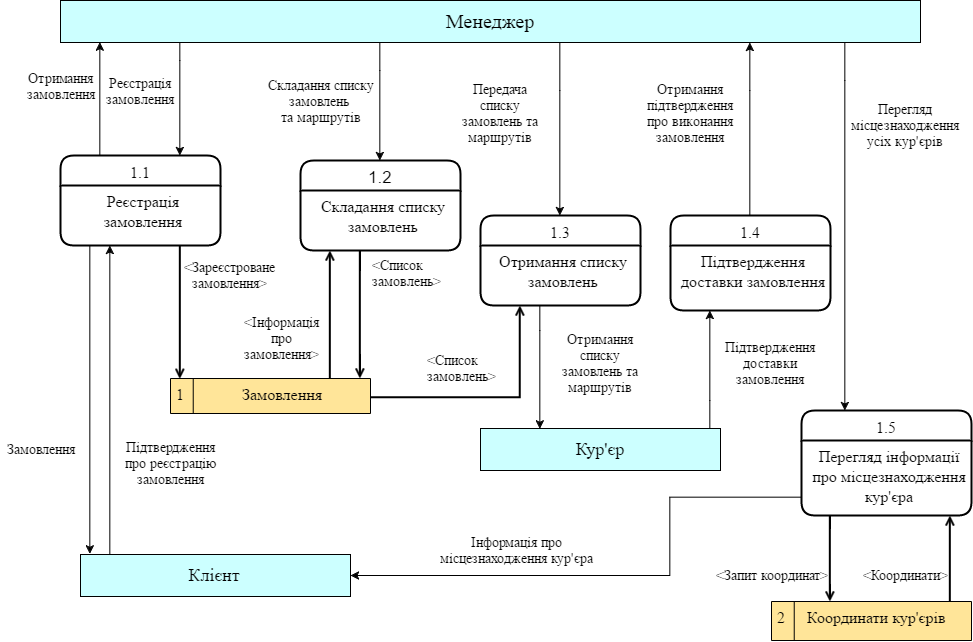 Менеджер
Отримання
замовлення
Реєстрація
замовлення
Складання списку
замовлень
та маршрутів
Передача
списку
замовлень та
маршрутів
Отримання
підтвердження
про виконання
замовлення
Перегляд
місцезнаходження
усіх кур'єрів
1.1
Реєстрація
замовлення
1.2
Складання списку
замовлень
1.3
Отримання списку
замовлень
1.4
Підтвердження
доставки замовлення
<Зареєстроване
замовлення>
<Список
замовлень>
<Інформація
про
замовлення>
<Список
замовлень>
Отримання
списку
замовлень та
маршрутів
Підтвердження
доставки
замовлення
1
Замовлення
Кур'єр
1.5
Перегляд інформації
про місцезнаходження
кур'єра
Замовлення
Підтвердження
про реєстрацію
замовлення
Інформація про
місцезнаходження кур'єра
Клієнт
<Запит координат>
<Координати>
2
Координати кур'єрів